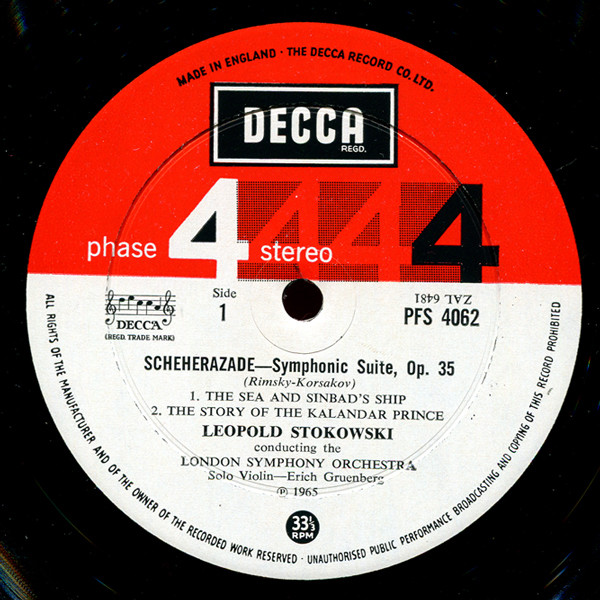 MADE IN ENGLAND · THE DECCA RECORD CO. LTD.
DECCA
REGD.
phase 4 stereo 4 4 4
DECCA
(REGD. TRADE MARK)
Side
1
ZAL 6481
PFS 4062
SCHEHERAZADE—Symphonic Suite, Op. 35
(Rimsky-Korsakov)
1. THE SEA AND SINBAD'S SHIP
2. THE STORY OF THE KALANDAR PRINCE
LEOPOLD STOKOWSKI
conducting the
LONDON SYMPHONY ORCHESTRA
Solo Violin—Erich Gruenberg
℗ 1965
33⅓
RPM
ALL RIGHTS OF THE MANUFACTURER AND OF THE OWNER OF THE RECORDED WORK RESERVED · UNAUTHORISED PUBLIC PERFORMANCE BROADCASTING AND COPYING OF THIS RECORD PROHIBITED